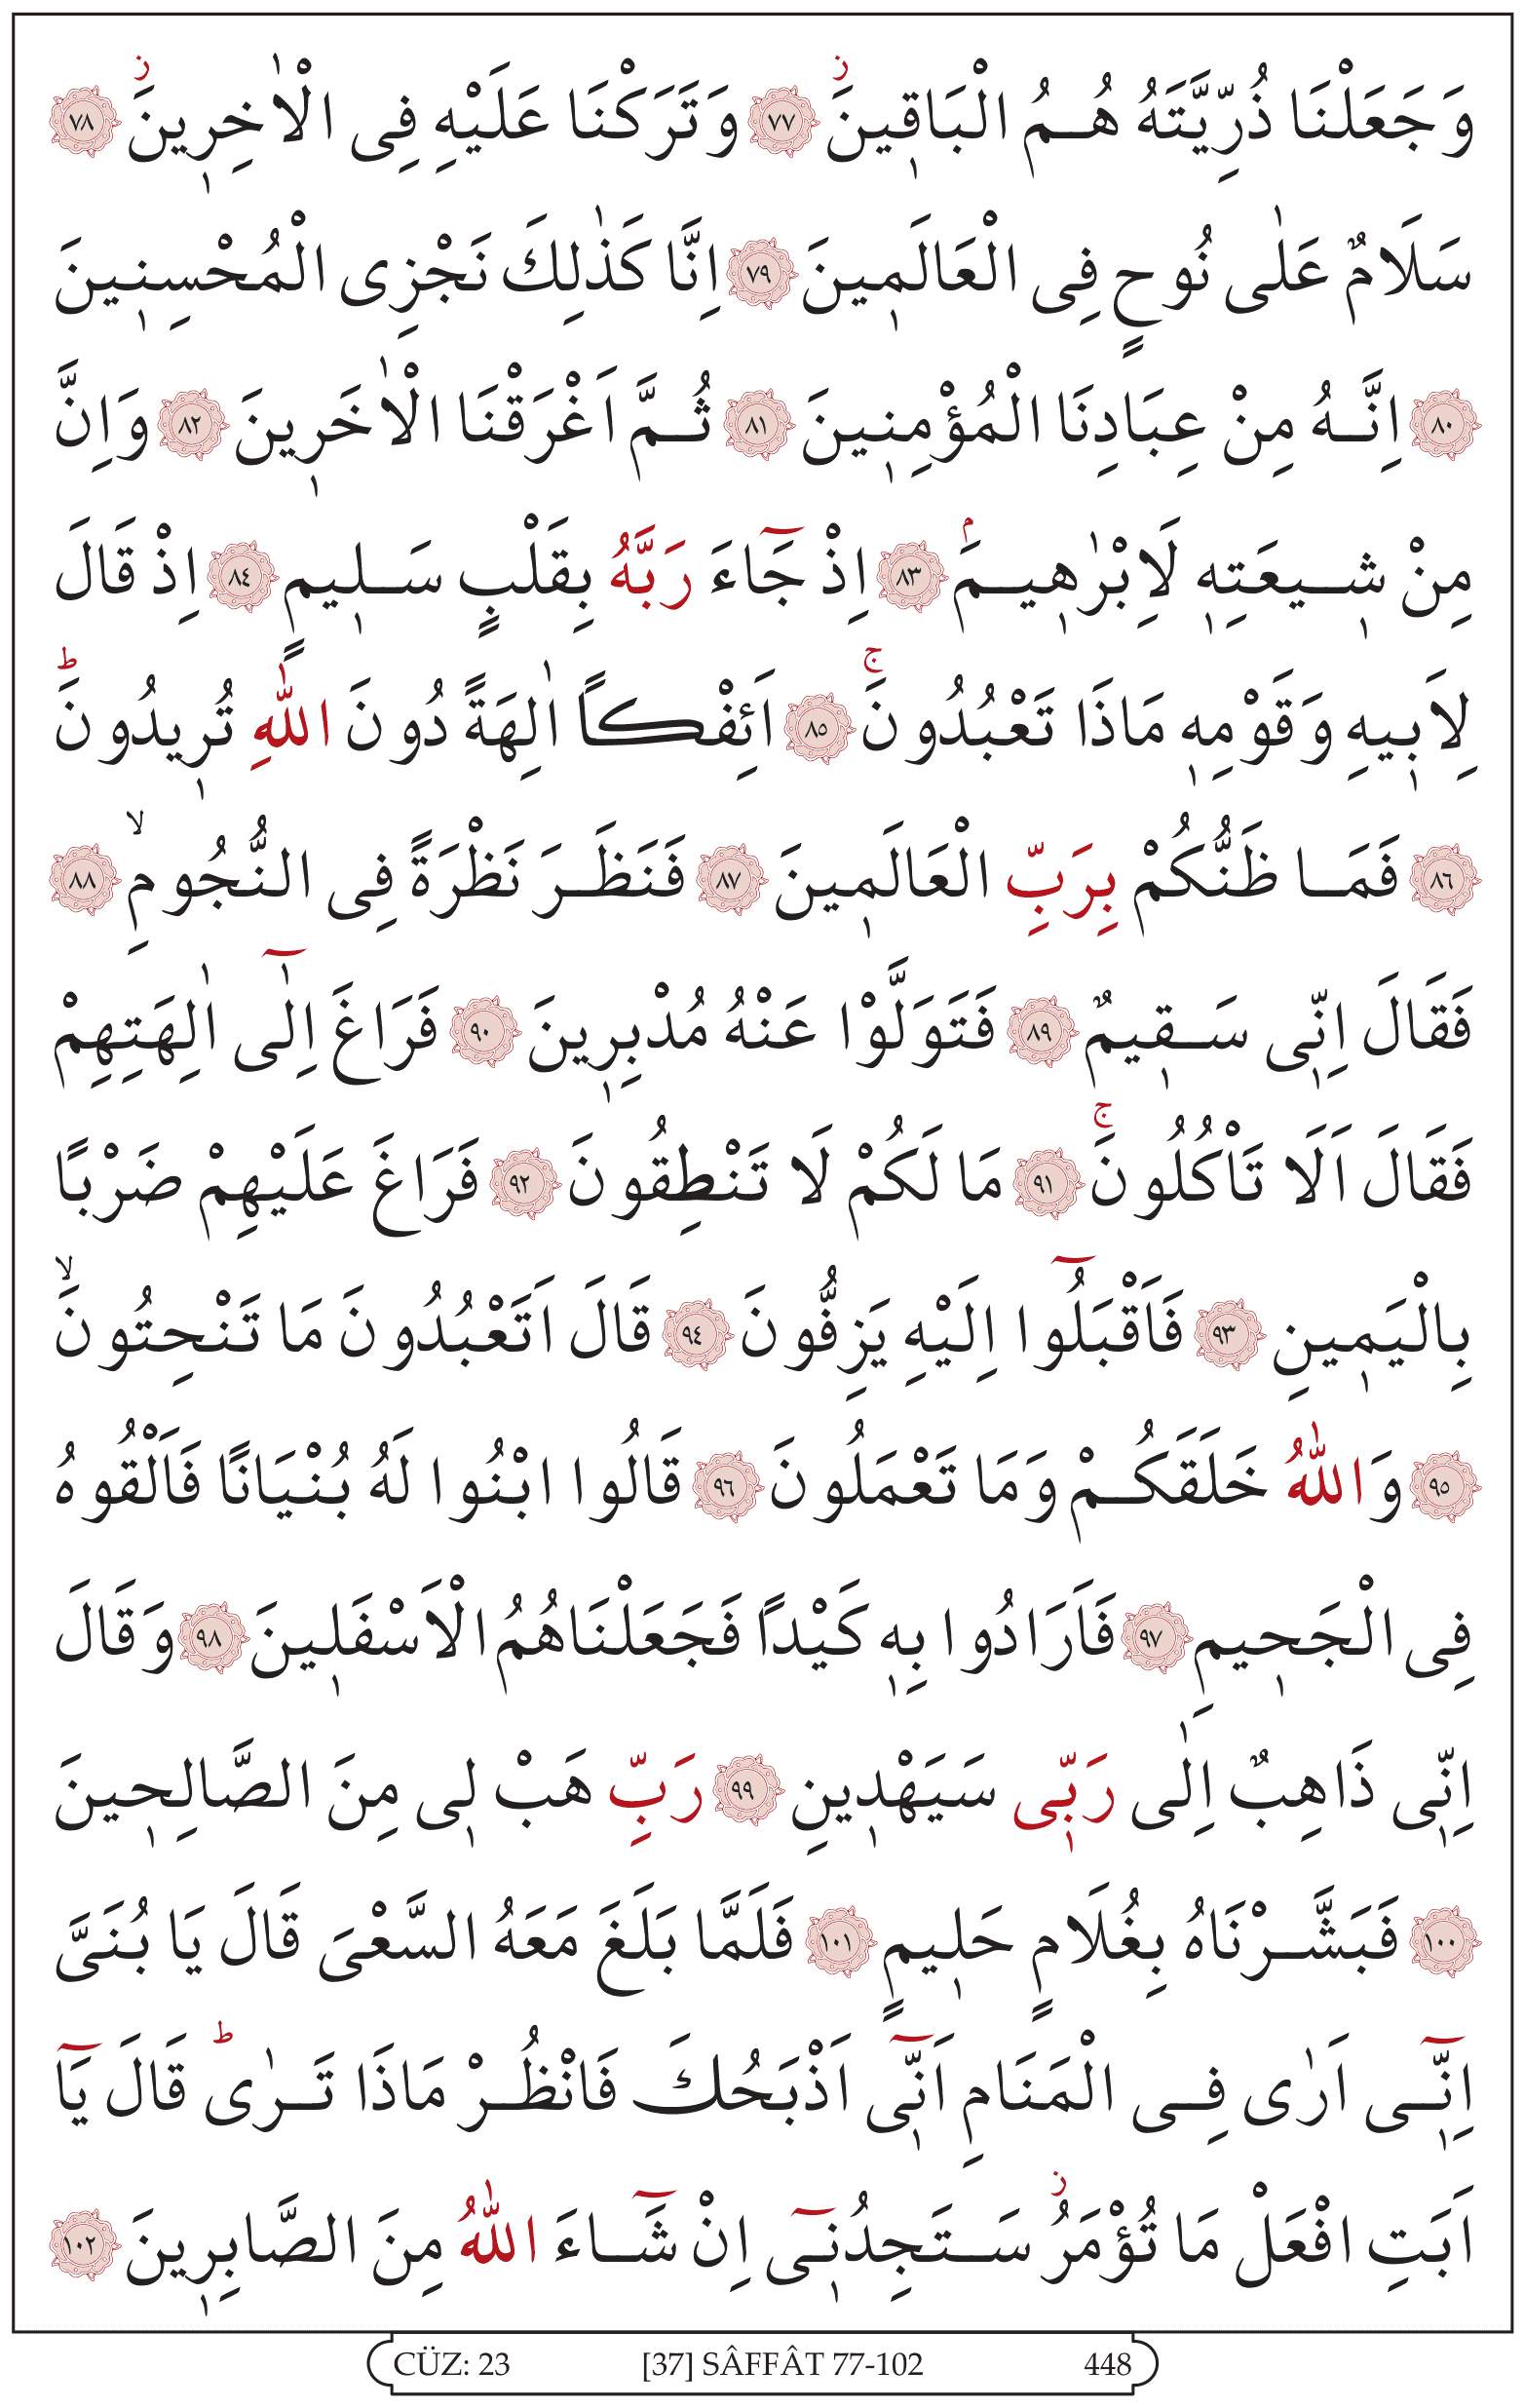 وَجَعَلْنَا ذُرِّيَّتَهُ هُمُ الْبَاق۪ينَۘز ﴿٧٧﴾ وَتَرَكْنَا عَلَيْهِ فِى الْاٰخِر۪ينَز ﴿٧٨﴾
سَلَامٌ عَلٰى نُوحٍ فِى الْعَالَم۪ينَ ﴿٧٩﴾ اِنَّا كَذٰلِكَ نَجْزِى الْمُحْسِن۪ينَ
﴿٨٠﴾ اِنَّهُ مِنْ عِبَادِنَا الْمُؤْمِن۪ينَ ﴿٨١﴾ ثُمَّ اَغْرَقْنَا الْاٰخَر۪ينَ ﴿٨٢﴾ وَاِنَّ
مِنْ ش۪يعَتِه۪ لَاِبْرٰه۪يمَۢ ﴿٨٣﴾ اِذْ جَٓاءَ رَبَّهُ بِقَلْبٍ سَل۪يمٍ ﴿٨٤﴾ اِذْ قَالَ
لِاَب۪يهِ وَقَوْمِه۪ مَاذَا تَعْبُدُونَۚ ﴿٨٥﴾ اَئِفْكاً اٰلِهَةً دُونَ اللّٰهِ تُر۪يدُونَۜ
﴿٨٦﴾ فَمَا ظَنُّكُمْ بِرَبِّ الْعَالَم۪ينَ ﴿٨٧﴾ فَنَظَرَ نَظْرَةً فِى النُّجُومِۙ ﴿٨٨﴾
فَقَالَ اِنّ۪ى سَق۪يمٌ ﴿٨٩﴾ فَتَوَلَّوْا عَنْهُ مُدْبِر۪ينَ ﴿٩٠﴾ فَرَاغَ اِلٰٓى اٰلِهَتِهِمْ
فَقَالَ اَلَا تَاْكُلُونَۚ ﴿٩١﴾ مَا لَكُمْ لَا تَنْطِقُونَ ﴿٩٢﴾ فَرَاغَ عَلَيْهِمْ ضَرْبًا
بِالْيَم۪ينِ ﴿٩٣﴾ فَاَقْبَلُٓوا اِلَيْهِ يَزِفُّونَ ﴿٩٤﴾ قَالَ اَتَعْبُدُونَ مَا تَنْحِتُونَۙ
﴿٩٥﴾ وَاللّٰهُ خَلَقَكُمْ وَمَا تَعْمَلُونَ ﴿٩٦﴾ قَالُوا ابْنُوا لَهُ بُنْيَانًا فَاَلْقُوهُ
فِى الْجَح۪يمِ ﴿٩٧﴾ فَاَرَادُوا بِه۪ كَيْداً فَجَعَلْنَاهُمُ الْاَسْفَل۪ينَ ﴿٩٨﴾ وَقَالَ
اِنّ۪ى ذَاهِبٌ اِلٰى رَبّ۪ى سَيَهْد۪ينِ ﴿٩٩﴾ رَبِّ هَبْ ل۪ى مِنَ الصَّالِح۪ينَ
﴿١٠٠﴾ فَبَشَّرْنَاهُ بِغُلَامٍ حَل۪يمٍ ﴿١٠١﴾ فَلَمَّا بَلَغَ مَعَهُ السَّعْىَ قَالَ يَا بُنَىَّ
اِنّ۪ٓى اَرٰى فِى الْمَنَامِ اَنّ۪ٓى اَذْبَحُكَ فَانْظُرْ مَاذَا تَرٰىۜ قَالَ يَٓا
اَبَتِ افْعَلْ مَا تُؤْمَرُز سَتَجِدُن۪ٓى اِنْ شَٓاءَ اللّٰهُ مِنَ الصَّابِر۪ينَ ﴿١٠٢﴾
CÜZ: 23 [37] SÂFFÂT 77-102 448